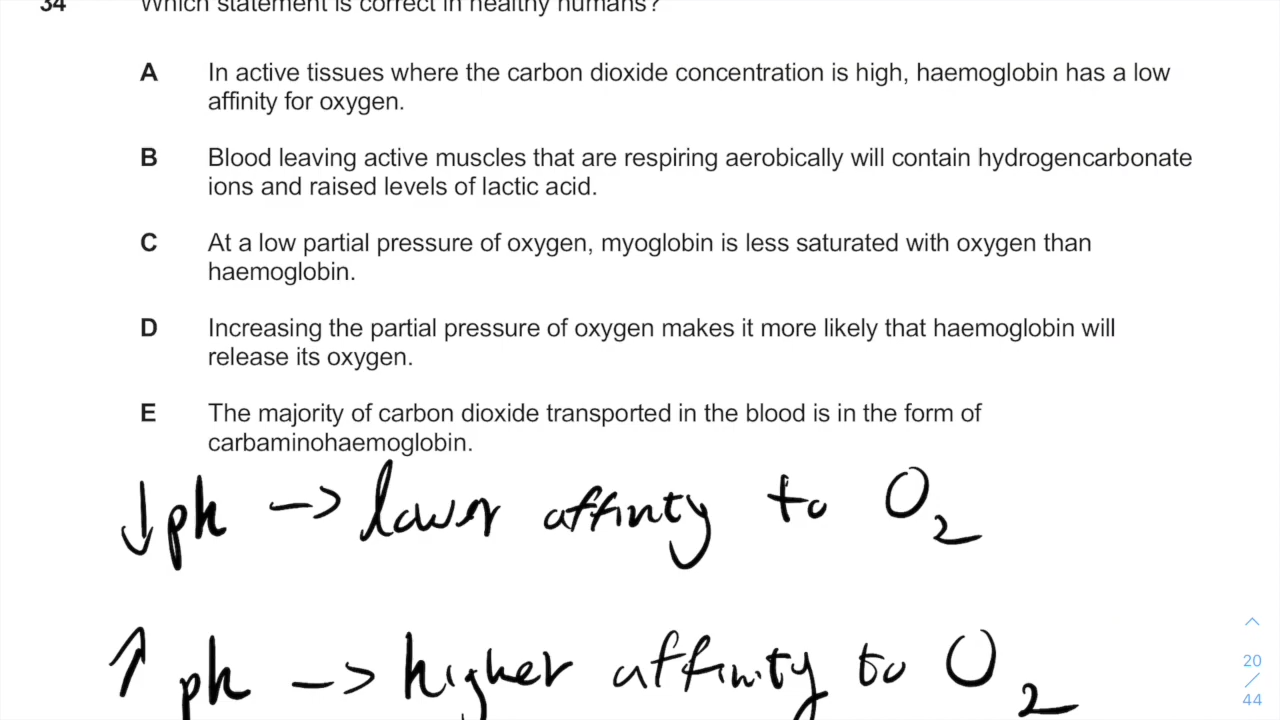 34 Which statement is correct in healthy humans?
A In active tissues where the carbon dioxide concentration is high, haemoglobin has a low
affinity for oxygen.
B Blood leaving active muscles that are respiring aerobically will contain hydrogencarbonate
ions and raised levels of lactic acid.
C At a low partial pressure of oxygen, myoglobin is less saturated with oxygen than
haemoglobin.
D Increasing the partial pressure of oxygen makes it more likely that haemoglobin will
release its oxygen.
E The majority of carbon dioxide transported in the blood is in the form of
carbaminohaemoglobin.
↓ph -> lower affinty to O2
↑ph -> higher affinity to O2
20
/
44